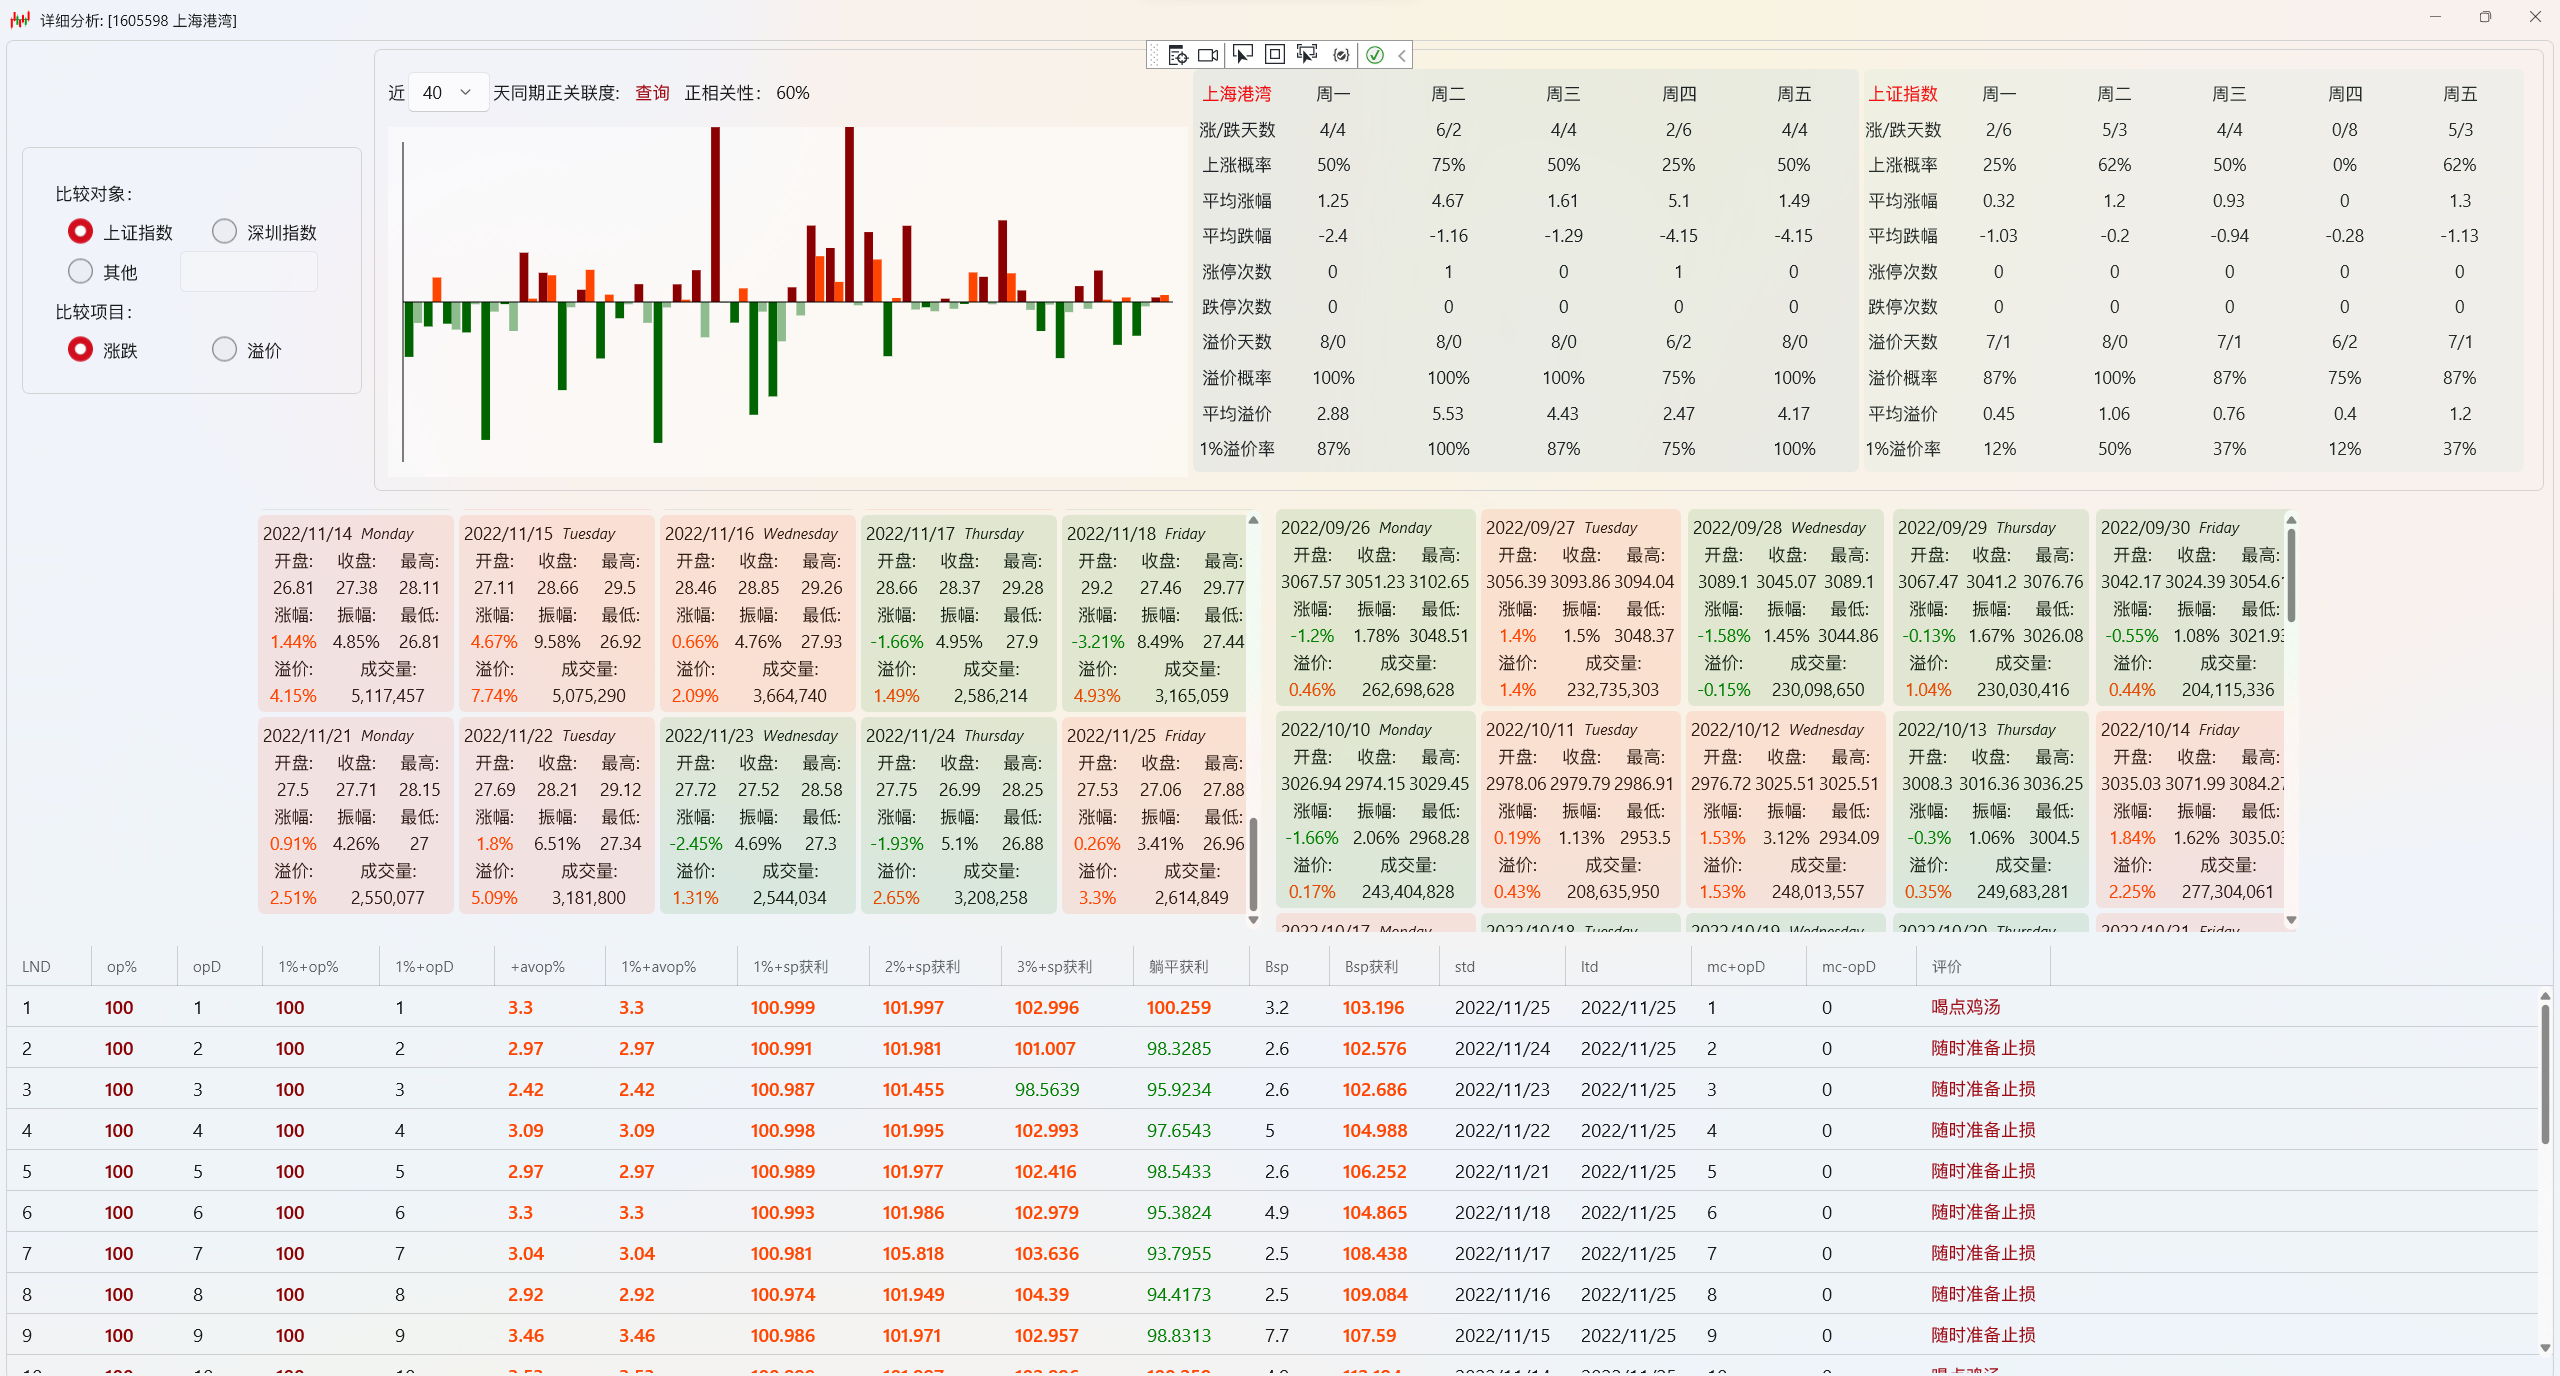 详细分析: [1605598 上海港湾]
近 40 天同期正关联度: 查询 正相关性: 60%
比较对象:
上证指数 深圳指数
其他
比较项目:
涨跌 溢价
上海港湾 周一 周二 周三 周四 周五
涨/跌天数 4/4 6/2 4/4 2/6 4/4
上涨概率 50% 75% 50% 25% 50%
平均涨幅 1.25 4.67 1.61 5.1 1.49
平均跌幅 -2.4 -1.16 -1.29 -4.15 -4.15
涨停次数 0 1 0 1 0
跌停次数 0 0 0 0 0
溢价天数 8/0 8/0 8/0 6/2 8/0
溢价概率 100% 100% 100% 75% 100%
平均溢价 2.88 5.53 4.43 2.47 4.17
1%溢价率 87% 100% 87% 75% 100%
上证指数 周一 周二 周三 周四 周五
涨/跌天数 2/6 5/3 4/4 0/8 5/3
上涨概率 25% 62% 50% 0% 62%
平均涨幅 0.32 1.2 0.93 0 1.3
平均跌幅 -1.03 -0.2 -0.94 -0.28 -1.13
涨停次数 0 0 0 0 0
跌停次数 0 0 0 0 0
溢价天数 7/1 8/0 7/1 6/2 7/1
溢价概率 87% 100% 87% 75% 87%
平均溢价 0.45 1.06 0.76 0.4 1.2
1%溢价率 12% 50% 37% 12% 37%
2022/11/14 Monday 2022/11/15 Tuesday 2022/11/16 Wednesday 2022/11/17 Thursday 2022/11/18 Friday
开盘: 收盘: 最高: 开盘: 收盘: 最高: 开盘: 收盘: 最高: 开盘: 收盘: 最高: 开盘: 收盘: 最高:
26.81 27.38 28.11 27.11 28.66 29.5 28.46 28.85 29.26 28.66 28.37 29.28 29.2 27.46 29.77
涨幅: 振幅: 最低: 涨幅: 振幅: 最低: 涨幅: 振幅: 最低: 涨幅: 振幅: 最低: 涨幅: 振幅: 最低:
1.44% 4.85% 26.81 4.67% 9.58% 26.92 0.66% 4.76% 27.93 -1.66% 4.95% 27.9 -3.21% 8.49% 27.44
溢价: 成交量: 溢价: 成交量: 溢价: 成交量: 溢价: 成交量: 溢价: 成交量:
4.15% 5,117,457 7.74% 5,075,290 2.09% 3,664,740 1.49% 2,586,214 4.93% 3,165,059
2022/11/21 Monday 2022/11/22 Tuesday 2022/11/23 Wednesday 2022/11/24 Thursday 2022/11/25 Friday
开盘: 收盘: 最高: 开盘: 收盘: 最高: 开盘: 收盘: 最高: 开盘: 收盘: 最高: 开盘: 收盘: 最高:
27.5 27.71 28.15 27.69 28.21 29.12 27.72 27.52 28.58 27.75 26.99 28.25 27.53 27.06 27.88
涨幅: 振幅: 最低: 涨幅: 振幅: 最低: 涨幅: 振幅: 最低: 涨幅: 振幅: 最低: 涨幅: 振幅: 最低:
0.91% 4.26% 27 1.8% 6.51% 27.34 -2.45% 4.69% 27.3 -1.93% 5.1% 26.88 0.26% 3.41% 26.96
溢价: 成交量: 溢价: 成交量: 溢价: 成交量: 溢价: 成交量: 溢价: 成交量:
2.51% 2,550,077 5.09% 3,181,800 1.31% 2,544,034 2.65% 3,208,258 3.3% 2,614,849
2022/09/26 Monday 2022/09/27 Tuesday 2022/09/28 Wednesday 2022/09/29 Thursday 2022/09/30 Friday
开盘: 收盘: 最高: 开盘: 收盘: 最高: 开盘: 收盘: 最高: 开盘: 收盘: 最高: 开盘: 收盘: 最高:
3067.57 3051.23 3102.65 3056.39 3093.86 3094.04 3089.1 3045.07 3089.1 3067.47 3041.2 3076.76 3042.17 3024.39
涨幅: 振幅: 最低: 涨幅: 振幅: 最低: 涨幅: 振幅: 最低: 涨幅: 振幅: 最低: 涨幅: 振幅: 最低:
-1.2% 1.78% 3048.51 1.4% 1.5% 3048.37 -1.58% 1.45% 3044.86 -0.13% 1.67% 3026.08 -0.55% 1.08%
溢价: 成交量: 溢价: 成交量: 溢价: 成交量: 溢价: 成交量: 溢价: 成交量:
0.46% 262,698,628 1.4% 232,735,303 -0.15% 230,098,650 1.04% 230,030,416 0.44% 204,115,336
2022/10/10 Monday 2022/10/11 Tuesday 2022/10/12 Wednesday 2022/10/13 Thursday 2022/10/14 Friday
开盘: 收盘: 最高: 开盘: 收盘: 最高: 开盘: 收盘: 最高: 开盘: 收盘: 最高: 开盘: 收盘: 最高:
3026.94 2974.15 3029.45 2978.06 2979.79 2986.91 2976.72 3025.51 3025.51 3008.3 3016.36 3036.25 3035.03 3071.99
涨幅: 振幅: 最低: 涨幅: 振幅: 最低: 涨幅: 振幅: 最低: 涨幅: 振幅: 最低: 涨幅: 振幅: 最低:
-1.66% 2.06% 2968.28 0.19% 1.13% 2953.5 1.53% 3.12% 2934.09 -0.3% 1.06% 3004.5 1.84% 1.62%
溢价: 成交量: 溢价: 成交量: 溢价: 成交量: 溢价: 成交量: 溢价: 成交量:
0.17% 243,404,828 0.43% 208,635,950 1.53% 248,013,557 0.35% 249,683,281 2.25% 277,304,061
2022/10/17 Monday 2022/10/18 Tuesday 2022/10/19 Wednesday 2022/10/20 Thursday 2022/10/21 Friday
LND op% opD 1%+op% 1%+opD +avop% 1%+avop% 1%+sp获利 2%+sp获利 3%+sp获利 躺平获利 Bsp Bsp获利 std ltd mc+opD mc-opD 评价
1 100 1 100 1 3.3 3.3 100.999 101.997 102.996 100.259 3.2 103.196 2022/11/25 2022/11/25 1 0 喝点鸡汤
2 100 2 100 2 2.97 2.97 100.991 101.981 101.007 98.3285 2.6 102.576 2022/11/24 2022/11/25 2 0 随时准备止损
3 100 3 100 3 2.42 2.42 100.987 101.455 98.5639 95.9234 2.6 102.686 2022/11/23 2022/11/25 3 0 随时准备止损
4 100 4 100 4 3.09 3.09 100.998 101.995 102.993 97.6543 5 104.988 2022/11/22 2022/11/25 4 0 随时准备止损
5 100 5 100 5 2.97 2.97 100.989 101.977 102.416 98.5433 2.6 106.252 2022/11/21 2022/11/25 5 0 随时准备止损
6 100 6 100 6 3.3 3.3 100.993 101.986 102.979 95.3824 4.9 104.865 2022/11/18 2022/11/25 6 0 随时准备止损
7 100 7 100 7 3.04 3.04 100.981 105.818 103.636 93.7955 2.5 108.438 2022/11/17 2022/11/25 7 0 随时准备止损
8 100 8 100 8 2.92 2.92 100.974 101.949 104.39 94.4173 2.5 109.084 2022/11/16 2022/11/25 8 0 随时准备止损
9 100 9 100 9 3.46 3.46 100.986 101.971 102.957 98.8313 7.7 107.59 2022/11/15 2022/11/25 9 0 随时准备止损